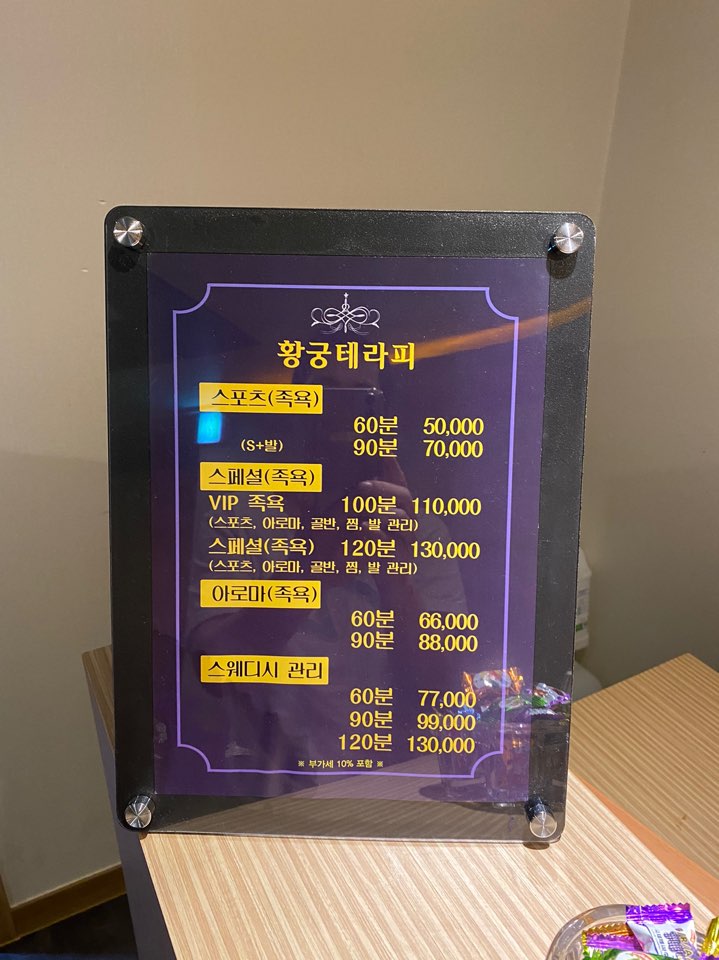 황궁테라피
스포츠(족욕)
60분 50,000
(S+발) 90분 70,000
스페셜(족욕)
VIP 족욕 100분 110,000
(스포츠, 아로마, 골반, 찜, 발 관리)
스페셜(족욕) 120분 130,000
(스포츠, 아로마, 골반, 찜, 발 관리)
아로마(족욕)
60분 66,000
90분 88,000
스웨디시 관리
60분 77,000
90분 99,000
120분 130,000
※ 부가세 10% 포함 ※